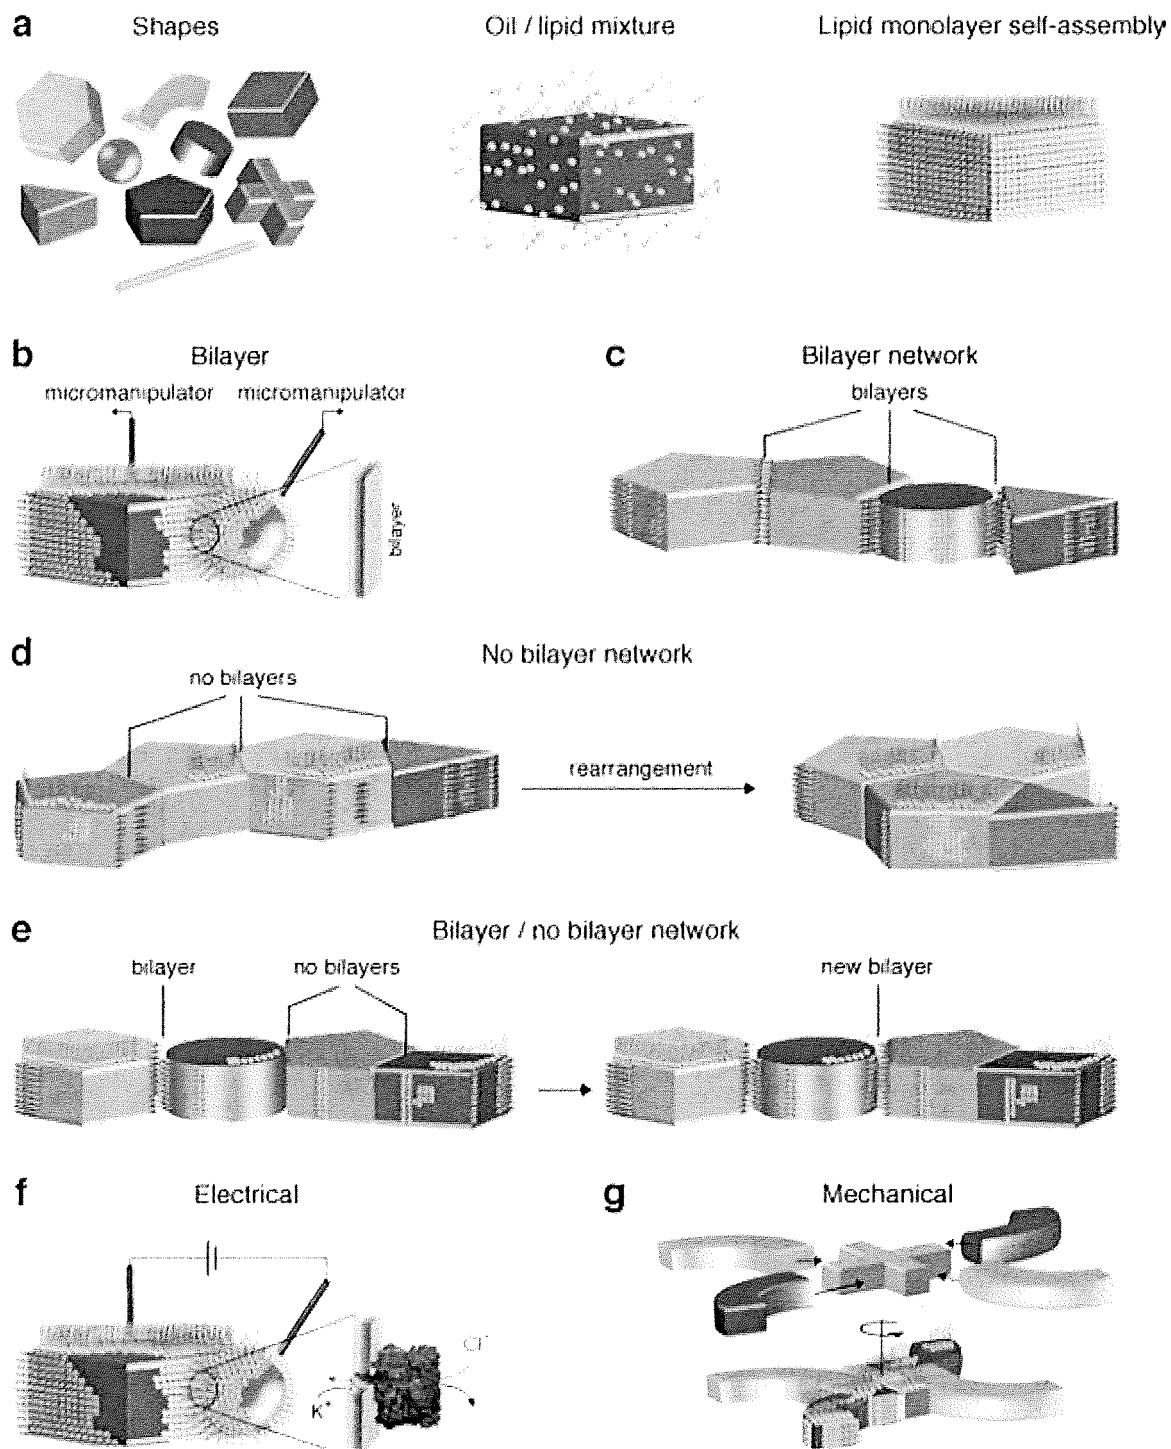 a
Shapes
Oil / lipid mixture
Lipid monolayer self-assembly
b
Bilayer
micromanipulator
micromanipulator
bilayer
c
Bilayer network
bilayers
d
No bilayer network
no bilayers
rearrangement
e
Bilayer / no bilayer network
bilayer
no bilayers
new bilayer
f
Electrical
K⁺
Cl⁻
g
Mechanical